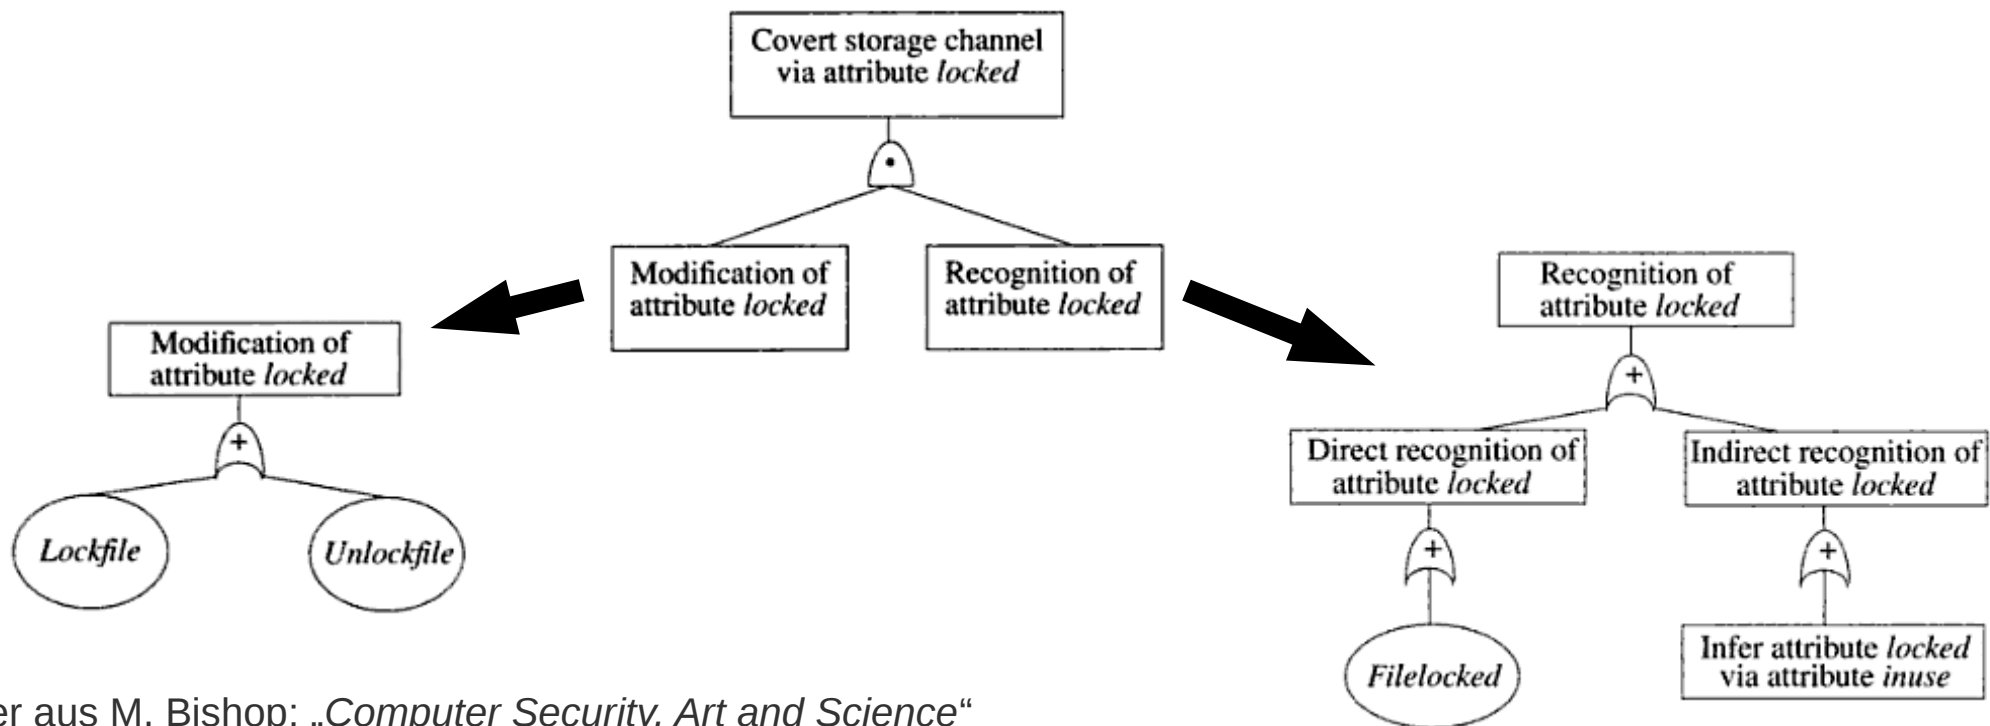 Covert storage channel
via attribute locked
•
Modification of
attribute locked
Recognition of
attribute locked
Modification of
attribute locked
+
Lockfile
Unlockfile
Recognition of
attribute locked
+
Direct recognition of
attribute locked
Indirect recognition of
attribute locked
+
+
Filelocked
Infer attribute locked
via attribute inuse
er aus M. Bishop: „Computer Security, Art and Science“